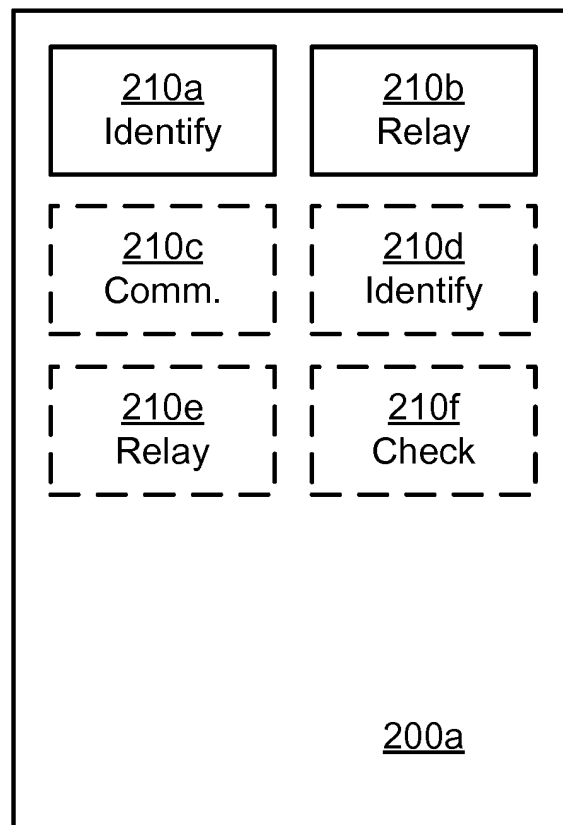 210a
Identify
210b
Relay
210c
Comm.
210d
Identify
210e
Relay
210f
Check
200a